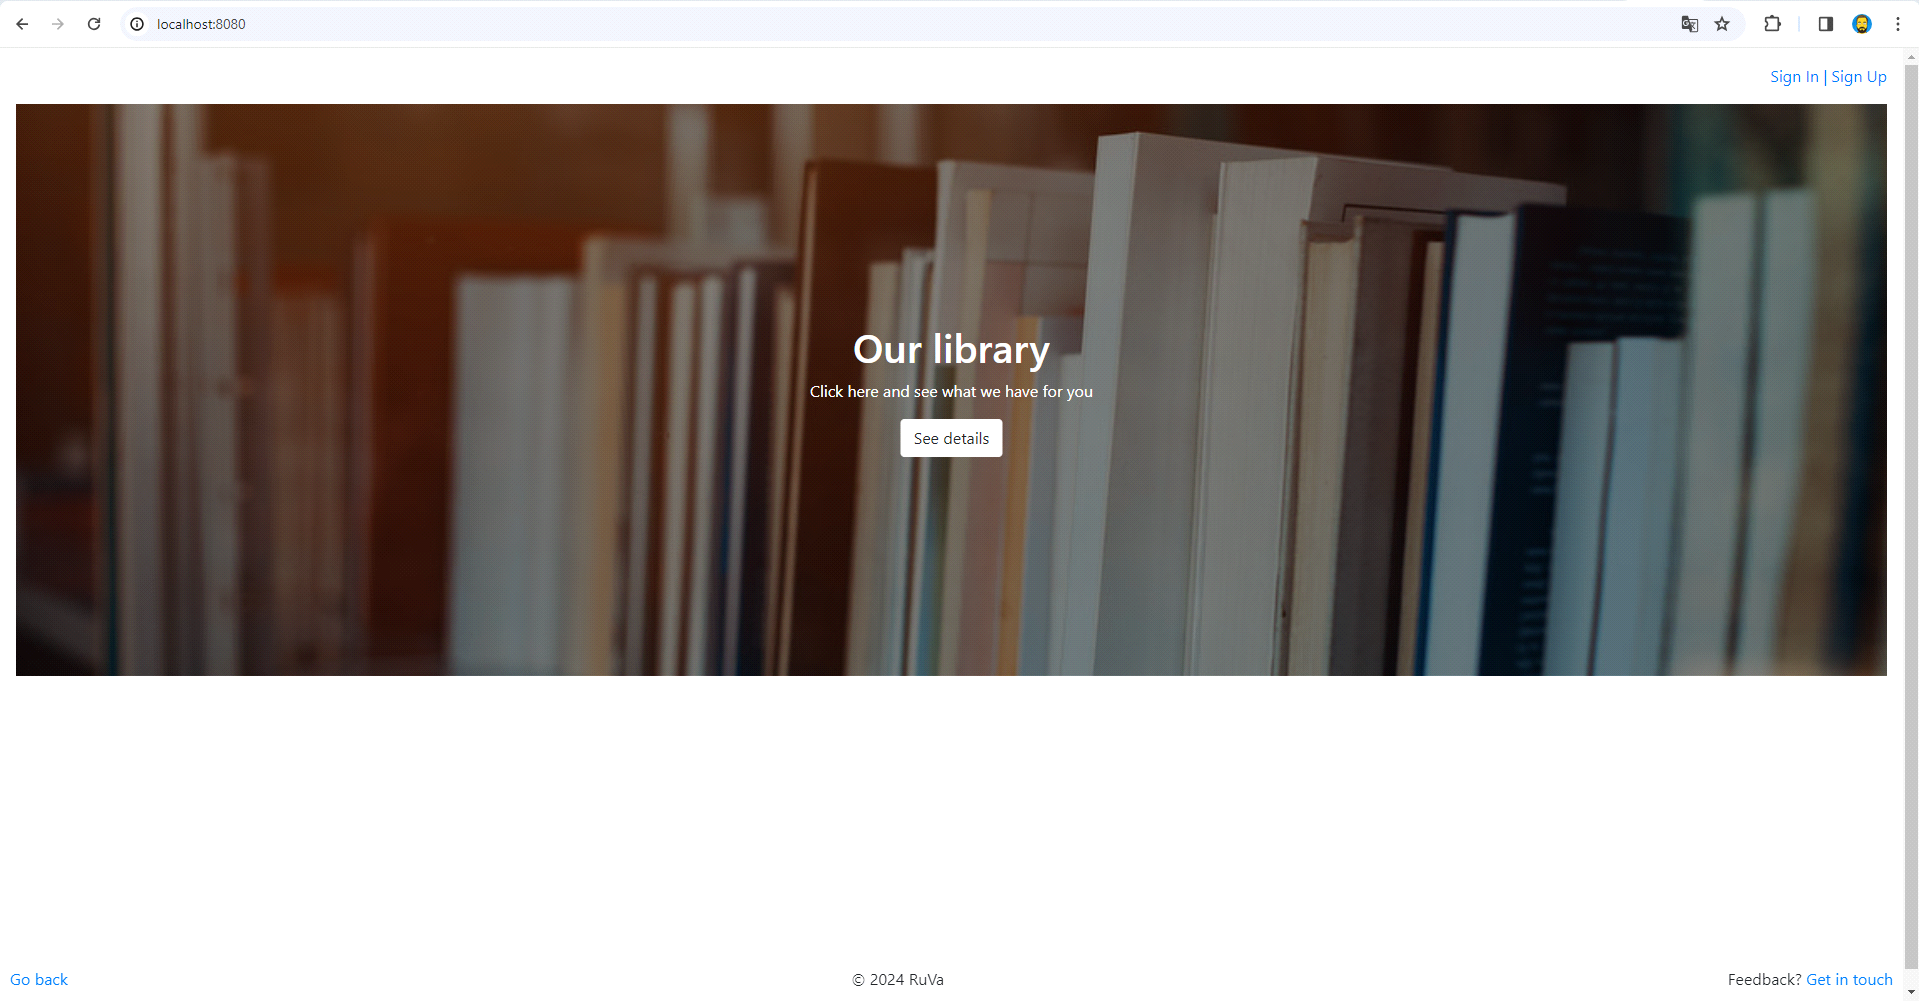 localhost:8080
Sign In | Sign Up
Our library
Click here and see what we have for you
See details
Go back
© 2024 RuVa
Feedback? Get in touch